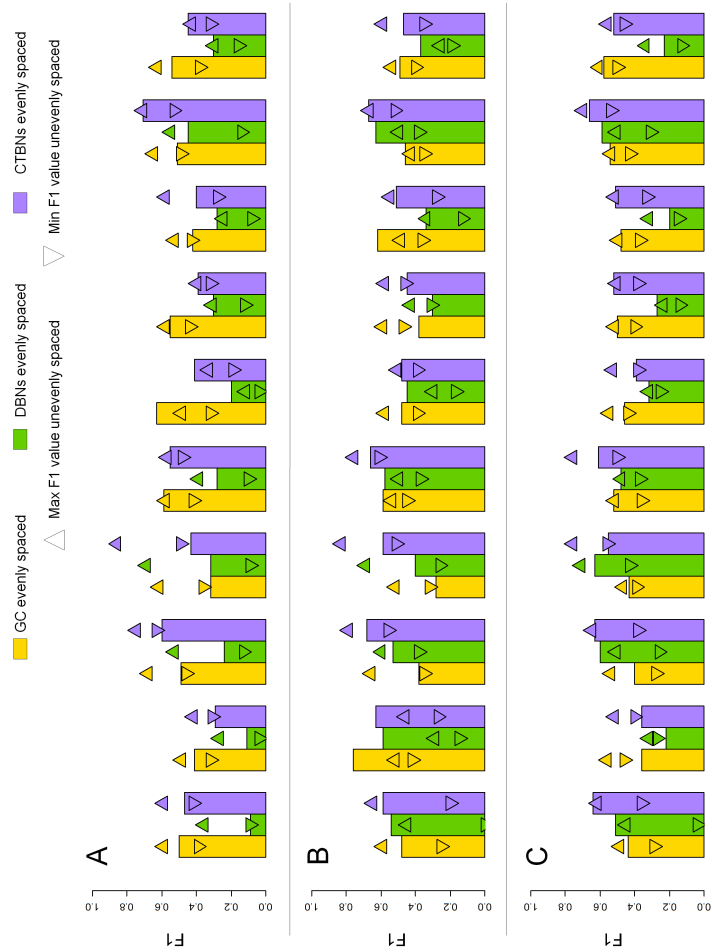 GC evenly spaced DBNs evenly spaced CTBNs evenly spaced
Max F1 value unevenly spaced Min F1 value unevenly spaced
A
F1
1.0
0.8
0.6
0.4
0.2
0.0
B
F1
1.0
0.8
0.6
0.4
0.2
0.0
C
F1
1.0
0.8
0.6
0.4
0.2
0.0